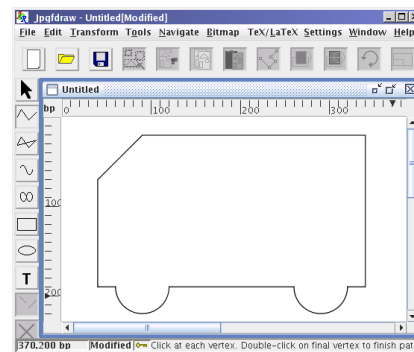 Jpgfdraw - Untitled[Modified]
File Edit Transform Tools Navigate Bitmap TeX/LaTeX Settings Window Help
Untitled
bp 0 100 200 300
100
T
200
370,200 bp Modified Click at each vertex. Double-click on final vertex to finish pa